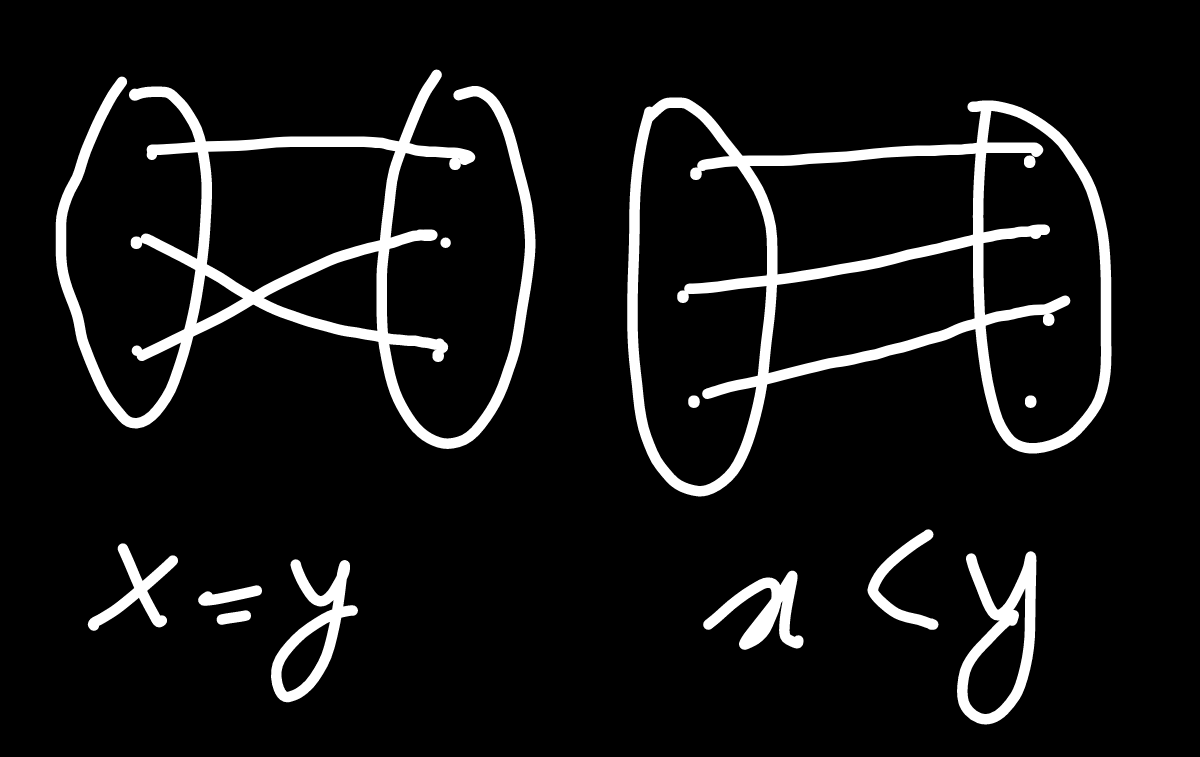 x = y
x < y